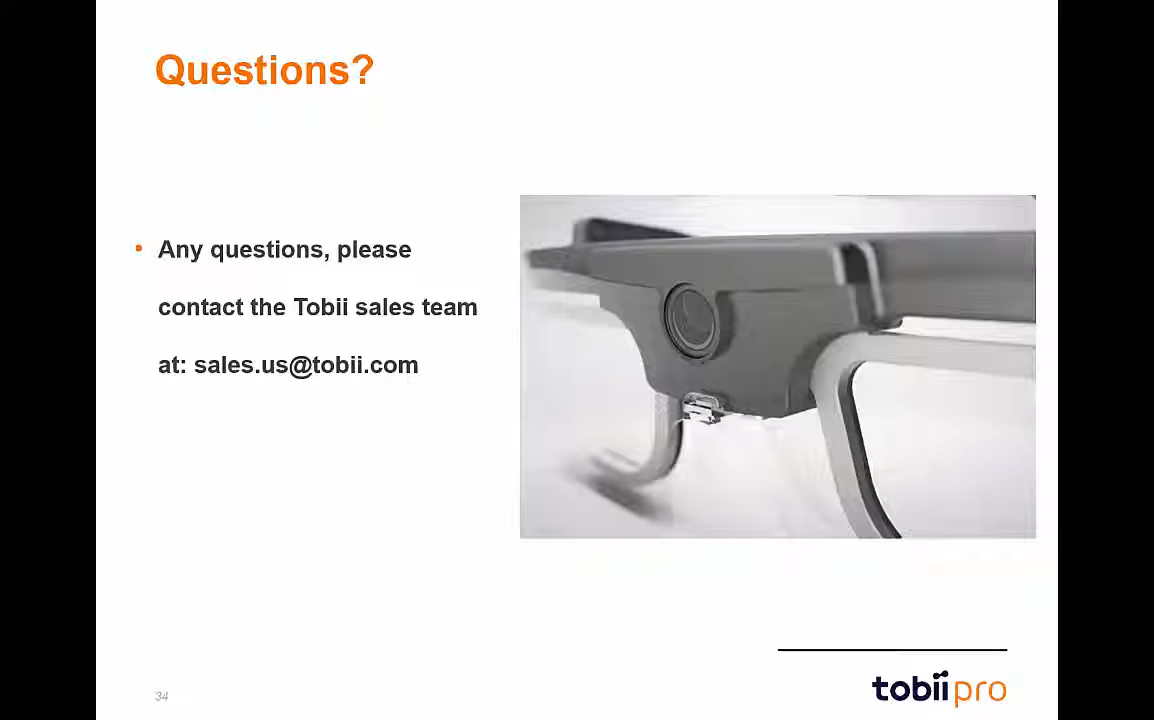 Questions?
• Any questions, please
contact the Tobii sales team
at: sales.us@tobii.com
34
tobii pro